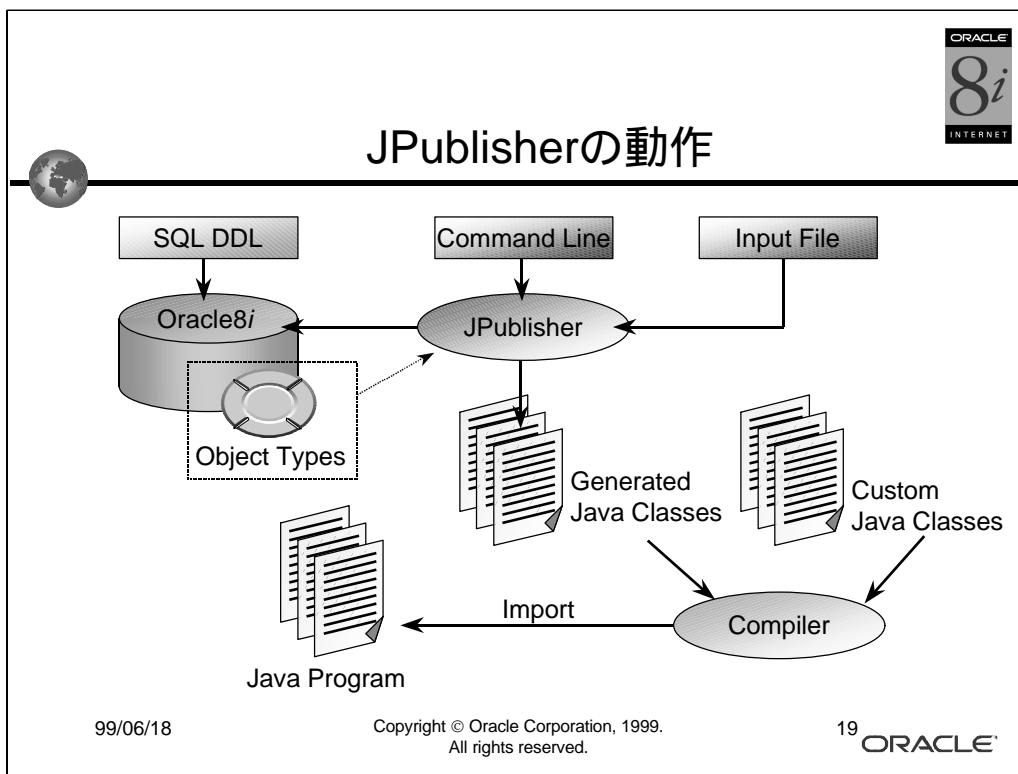 ORACLE
8i
INTERNET
JPublisherの動作
SQL DDL
Command Line
Input File
Oracle8i
JPublisher
Object Types
Generated
Java Classes
Custom
Java Classes
Import
Compiler
Java Program
99/06/18
Copyright © Oracle Corporation, 1999.
All rights reserved.
19
ORACLE